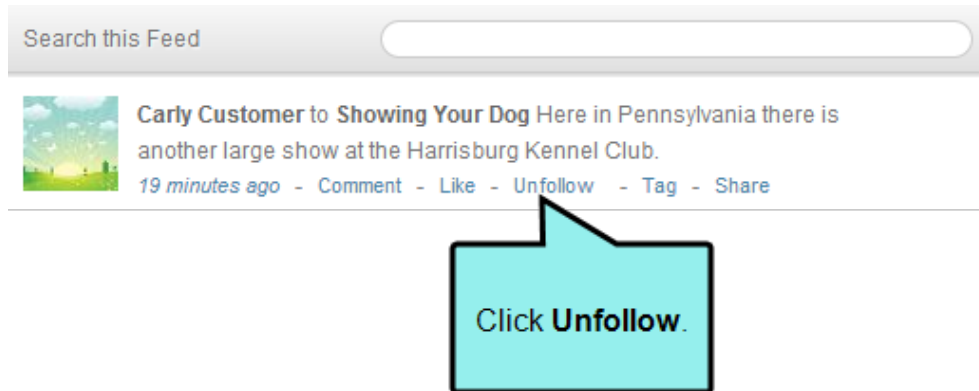 Search this Feed
Carly Customer to Showing Your Dog Here in Pennsylvania there is
another large show at the Harrisburg Kennel Club.
19 minutes ago - Comment - Like - Unfollow - Tag - Share
Click Unfollow.